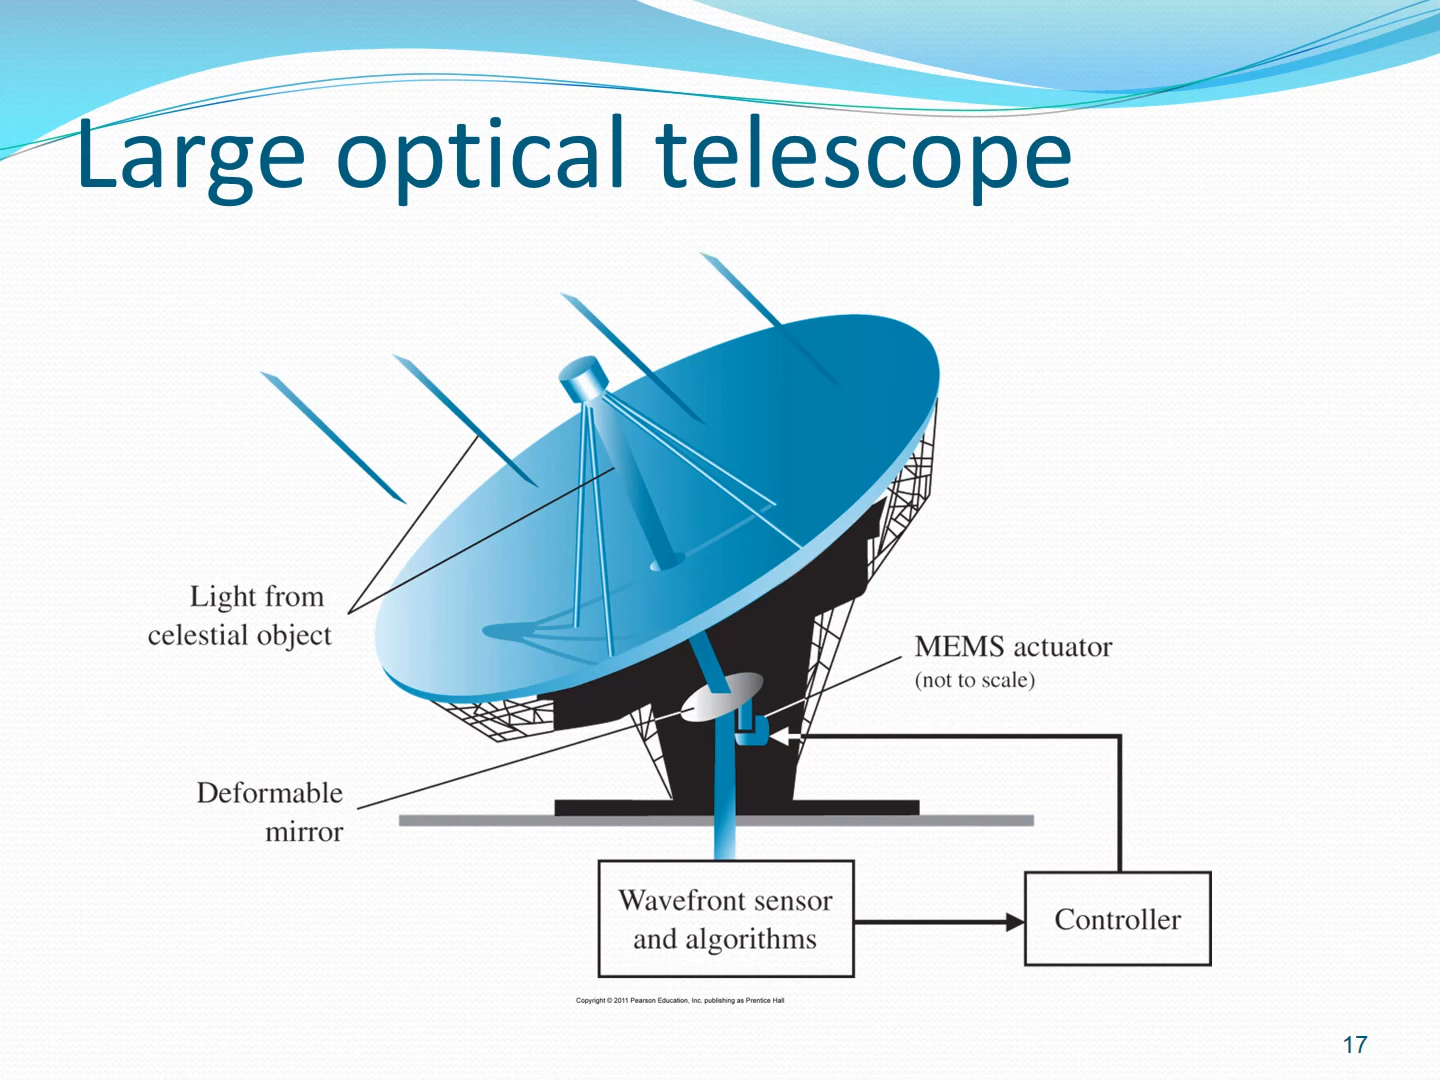 Large optical telescope
Light from
celestial object
MEMS actuator
(not to scale)
Deformable
mirror
Wavefront sensor
and algorithms
Controller
Copyright © 2011 Pearson Education, Inc. publishing as Prentice Hall
17